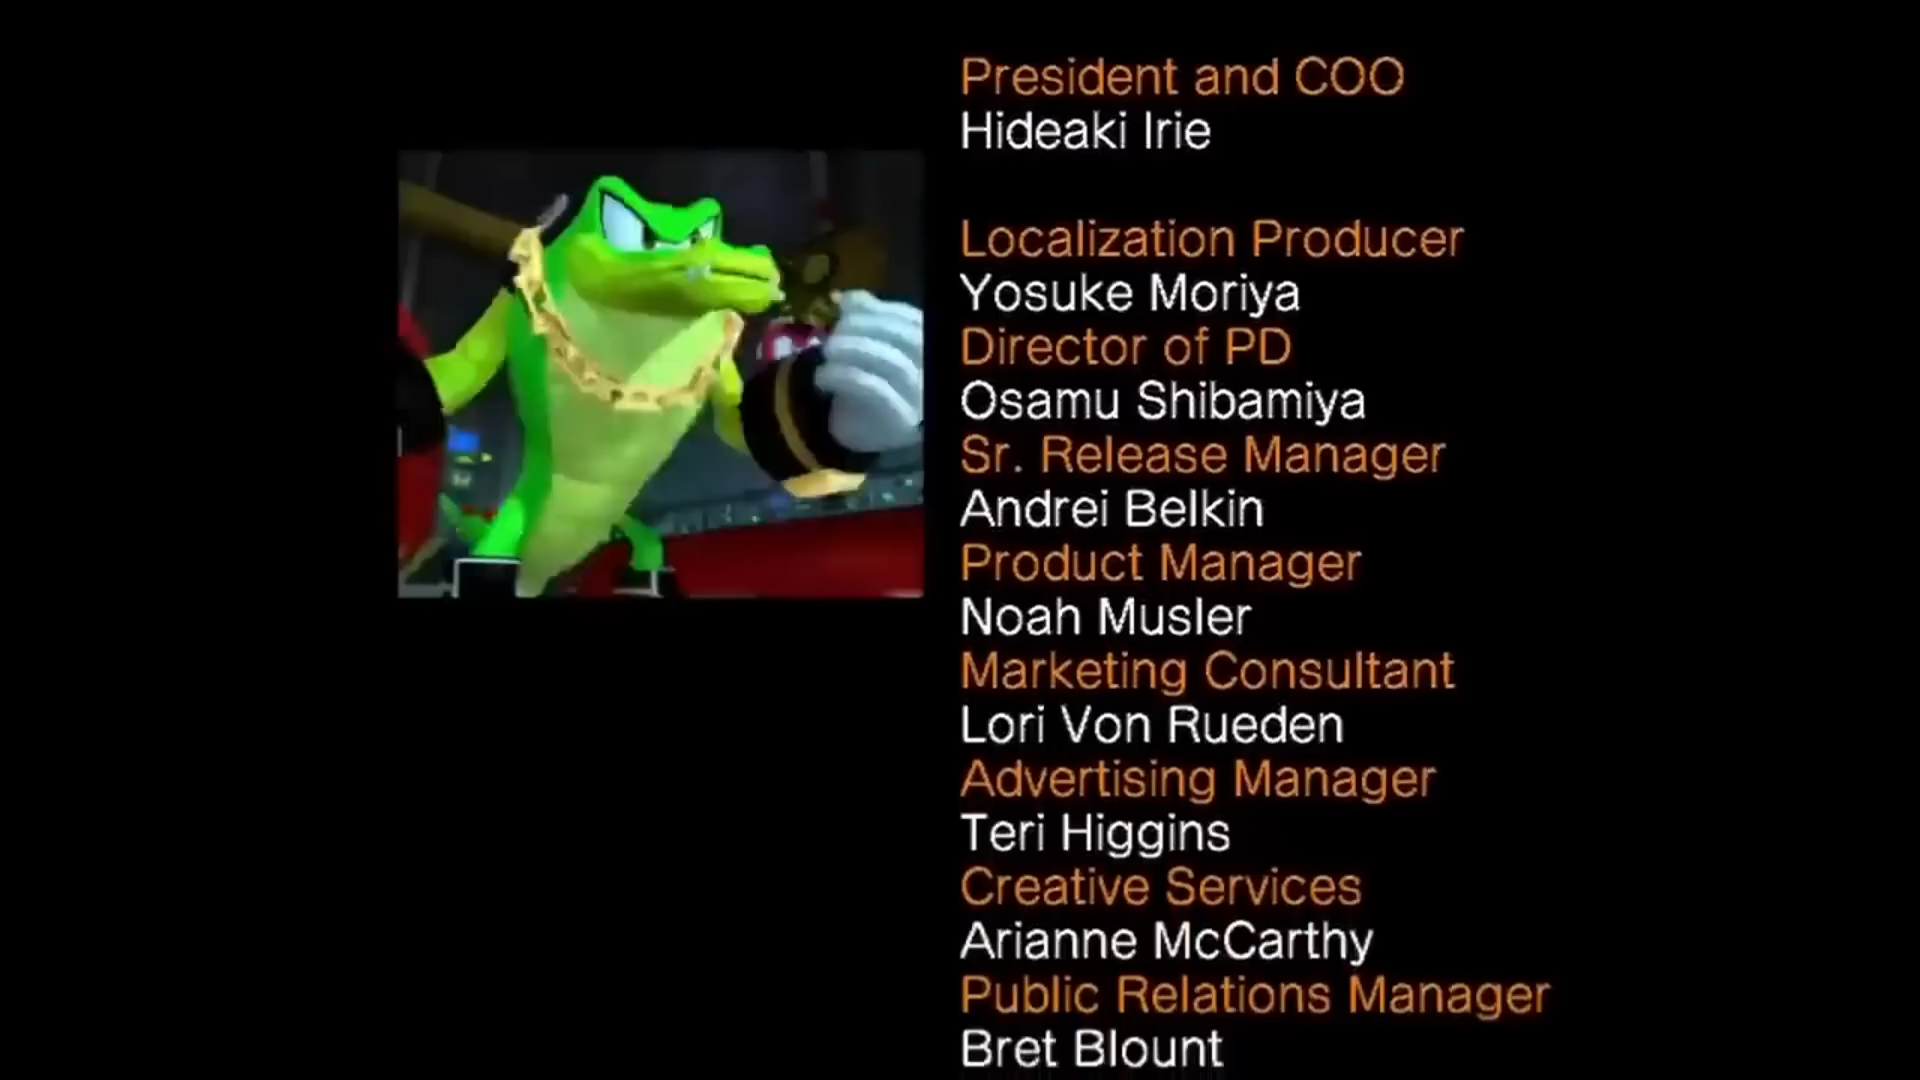 President and COO
Hideaki Irie
Localization Producer
Yosuke Moriya
Director of PD
Osamu Shibamiya
Sr. Release Manager
Andrei Belkin
Product Manager
Noah Musler
Marketing Consultant
Lori Von Rueden
Advertising Manager
Teri Higgins
Creative Services
Arianne McCarthy
Public Relations Manager
Bret Blount